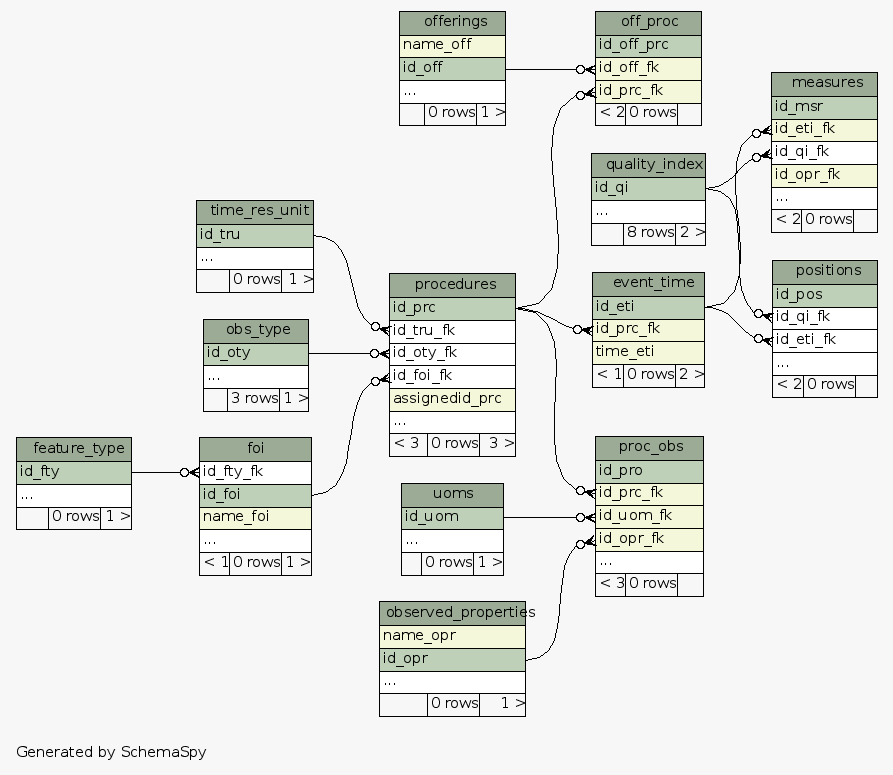 offerings
name_off
id_off
...
0 rows 1 >
off_proc
id_off_prc
id_off_fk
id_prc_fk
< 2 0 rows
measures
id_msr
id_eti_fk
id_qi_fk
id_opr_fk
...
< 2 0 rows
quality_index
id_qi
...
8 rows 2 >
time_res_unit
id_tru
...
0 rows 1 >
procedures
id_prc
id_tru_fk
id_oty_fk
id_foi_fk
assignedid_prc
...
< 3 0 rows 3 >
event_time
id_eti
id_prc_fk
time_eti
< 1 0 rows 2 >
positions
id_pos
id_qi_fk
id_eti_fk
...
< 2 0 rows
obs_type
id_oty
...
3 rows 1 >
feature_type
id_fty
...
0 rows 1 >
foi
id_fty_fk
id_foi
name_foi
...
< 1 0 rows 1 >
uoms
id_uom
...
0 rows 1 >
proc_obs
id_pro
id_prc_fk
id_uom_fk
id_opr_fk
...
< 3 0 rows
observed_properties
name_opr
id_opr
...
0 rows 1 >
Generated by SchemaSpy